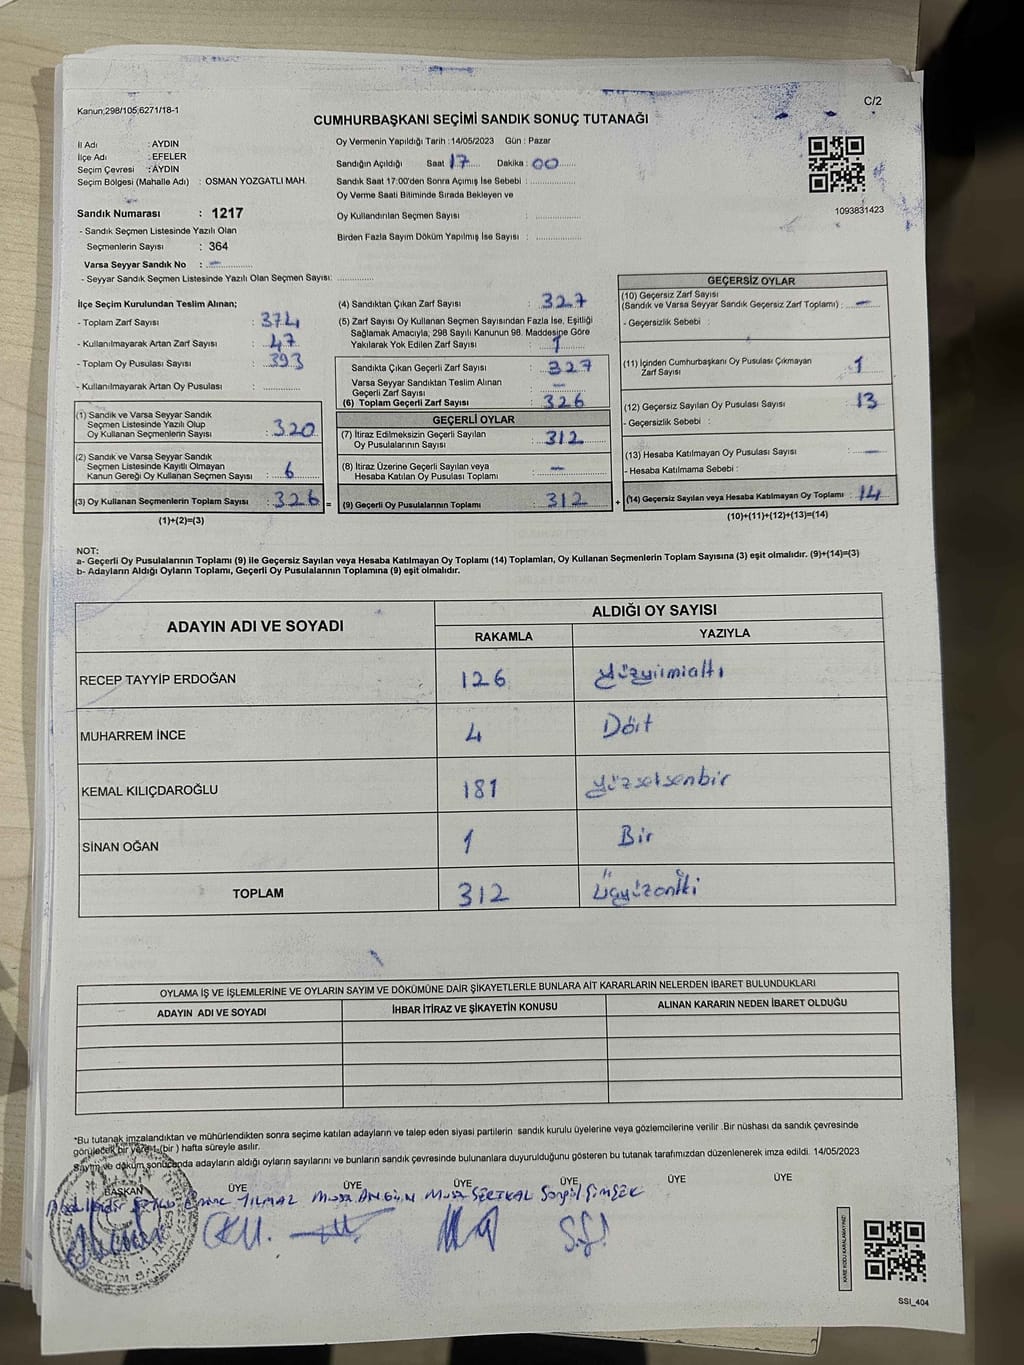 Kanun;298/105,6271/18-1
C/2
CUMHURBAŞKANI SEÇİMİ SANDIK SONUÇ TUTANAĞI
İl Adı : AYDIN
İlçe Adı : EFELER
Seçim Çevresi : AYDIN
Seçim Bölgesi (Mahalle Adı) : OSMAN YOZGATLI MAH.
Oy Vermenin Yapıldığı Tarih : 14/05/2023 Gün : Pazar
Sandığın Açıldığı Saat 17 Dakika : 00
Sandık Saat 17:00'den Sonra Açımış İse Sebebi :
Oy Verme Saati Bitiminde Sırada Bekleyen ve
Oy Kullandırılan Seçmen Sayısı :
Birden Fazla Sayım Döküm Yapılmış İse Sayısı :
1093831423
Sandık Numarası : 1217
- Sandık Seçmen Listesinde Yazılı Olan
Seçmenlerin Sayısı : 364
Varsa Seyyar Sandık No : –
- Seyyar Sandık Seçmen Listesinde Yazılı Olan Seçmen Sayısı:
İlçe Seçim Kurulundan Teslim Alınan;
- Toplam Zarf Sayısı : 374
- Kullanılmayarak Artan Zarf Sayısı : 47
- Toplam Oy Pusulası Sayısı : 393
- Kullanılmayarak Artan Oy Pusulası :
(1) Sandık ve Varsa Seyyar Sandık
Seçmen Listesinde Yazılı Olup
Oy Kullanan Seçmenlerin Sayısı : 320
(2) Sandık ve Varsa Seyyar Sandık
Seçmen Listesinde Kayıtlı Olmayan
Kanun Gereği Oy Kullanan Seçmen Sayısı : 6
(3) Oy Kullanan Seçmenlerin Toplam Sayısı : 326 =
(1)+(2)=(3)
(4) Sandıktan Çıkan Zarf Sayısı : 327
(5) Zarf Sayısı Oy Kullanan Seçmen Sayısından Fazla İse, Eşitliği
Sağlamak Amacıyla, 298 Sayılı Kanunun 98. Maddesine Göre
Yakılarak Yok Edilen Zarf Sayısı : 1
Sandıkta Çıkan Geçerli Zarf Sayısı : 327
Varsa Seyyar Sandıktan Teslim Alınan
Geçerli Zarf Sayısı : –
(6) Toplam Geçerli Zarf Sayısı : 326
GEÇERLİ OYLAR
(7) İtiraz Edilmeksizin Geçerli Sayılan
Oy Pusulalarının Sayısı : 312
(8) İtiraz Üzerine Geçerli Sayılan veya
Hesaba Katılan Oy Pusulası Toplamı : –
(9) Geçerli Oy Pusulalarının Toplamı : 312 +
GEÇERSİZ OYLAR
(10) Geçersiz Zarf Sayısı
(Sandık ve Varsa Seyyar Sandık Geçersiz Zarf Toplamı) : –
- Geçersizlik Sebebi :
(11) İçinden Cumhurbaşkanı Oy Pusulası Çıkmayan
Zarf Sayısı : 1
(12) Geçersiz Sayılan Oy Pusulası Sayısı : 13
- Geçersizlik Sebebi :
(13) Hesaba Katılmayan Oy Pusulası Sayısı : –
- Hesaba Katılmama Sebebi :
(14) Geçersiz Sayılan veya Hesaba Katılmayan Oy Toplamı : 14
(10)+(11)+(12)+(13)=(14)
NOT:
a- Geçerli Oy Pusulalarının Toplamı (9) ile Geçersiz Sayılan veya Hesaba Katılmayan Oy Toplamı (14) Toplamları, Oy Kullanan Seçmenlerin Toplam Sayısına (3) eşit olmalıdır. (9)+(14)=(3)
b- Adayların Aldığı Oyların Toplamı, Geçerli Oy Pusulalarının Toplamına (9) eşit olmalıdır.
ADAYIN ADI VE SOYADI ALDIĞI OY SAYISI
RAKAMLA YAZIYLA
RECEP TAYYİP ERDOĞAN 126 yüzyirmialtı
MUHARREM İNCE 4 Dört
KEMAL KILIÇDAROĞLU 181 yüzseksenbir
SİNAN OĞAN 1 Bir
TOPLAM 312 Üçyüzoniki
OYLAMA İŞ VE İŞLEMLERİNE VE OYLARIN SAYIM VE DÖKÜMÜNE DAİR ŞİKAYETLERLE BUNLARA AİT KARARLARIN NELERDEN İBARET BULUNDUKLARI
ADAYIN ADI VE SOYADI İHBAR İTİRAZ VE ŞİKAYETİN KONUSU ALINAN KARARIN NEDEN İBARET OLDUĞU
*Bu tutanak imzalandıktan ve mühürlendikten sonra seçime katılan adayların ve talep eden siyasi partilerin sandık kurulu üyelerine veya gözlemcilerine verilir .Bir nüshası da sandık çevresinde
görülecek bir yere 1 (bir ) hafta süreyle asılır.
Sayım ve döküm sonucunda adayların aldığı oyların sayılarını ve bunların sandık çevresinde bulunanlara duyurulduğunu gösteren bu tutanak tarafımızdan düzenlenerek imza edildi. 14/05/2023
BAŞKAN ÜYE ÜYE ÜYE ÜYE ÜYE ÜYE
Emre YILMAZ Musa ANGÜN Musa SERTKAL Songül Şimşek
KARE KODU KARALAMAYINIZ!
SSI_404